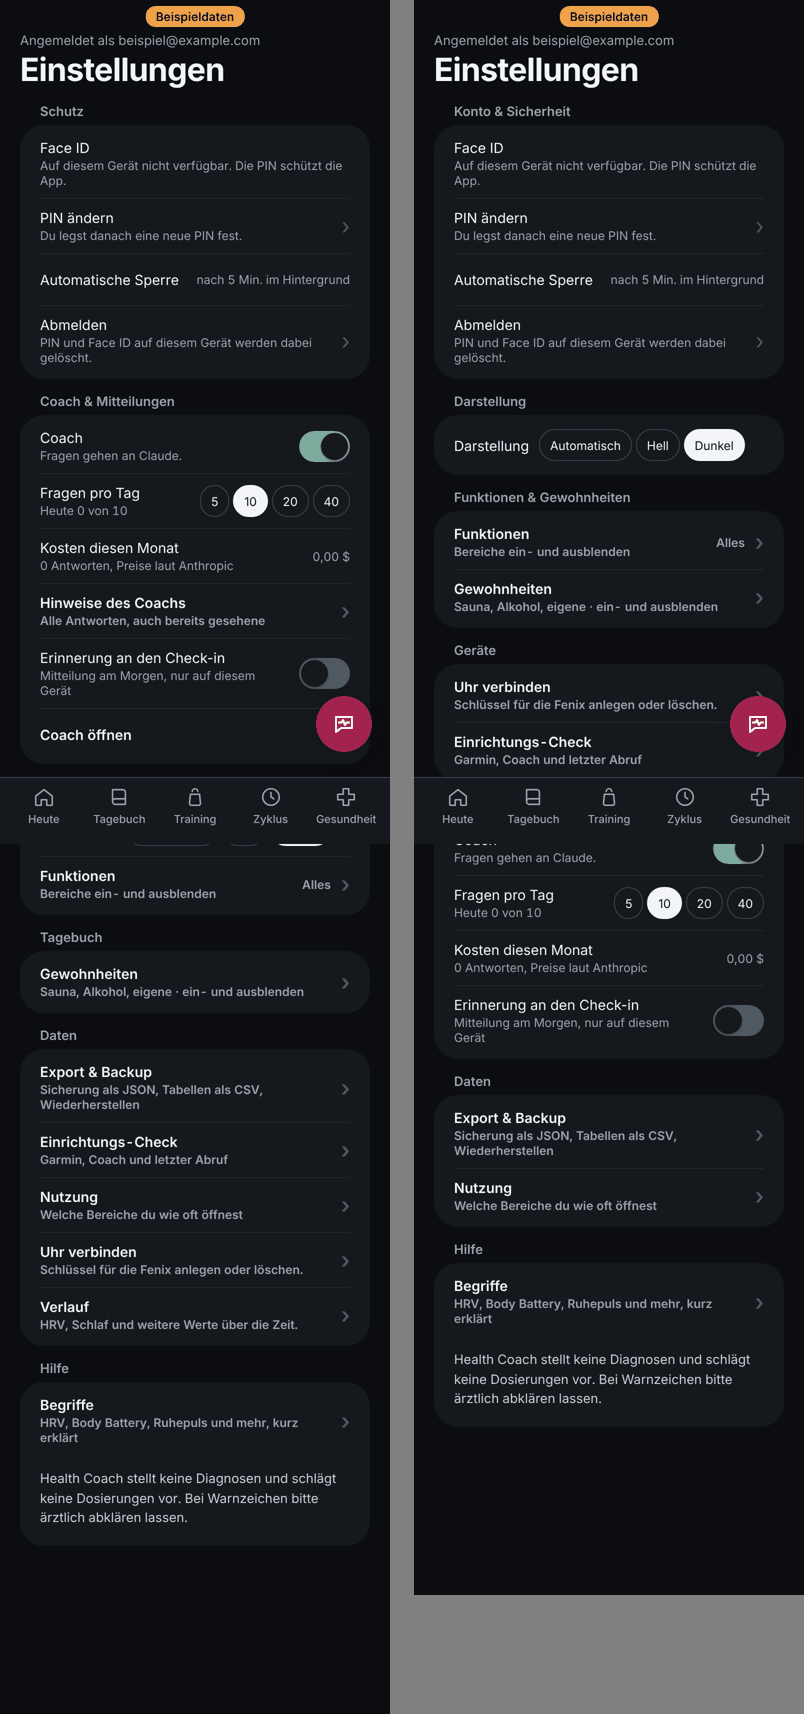 Beispieldaten
Angemeldet als beispiel@example.com
Einstellungen
Schutz
Face ID
Auf diesem Gerät nicht verfügbar. Die PIN schützt die
App.
PIN ändern
Du legst danach eine neue PIN fest.
Automatische Sperre nach 5 Min. im Hintergrund
Abmelden
PIN und Face ID auf diesem Gerät werden dabei
gelöscht.
Coach & Mitteilungen
Coach
Fragen gehen an Claude.
Fragen pro Tag
Heute 0 von 10
5 10 20 40
Kosten diesen Monat
0 Antworten, Preise laut Anthropic
0,00 $
Hinweise des Coachs
Alle Antworten, auch bereits gesehene
Erinnerung an den Check-in
Mitteilung am Morgen, nur auf diesem
Gerät
Coach öffnen
Heute Tagebuch Training Zyklus Gesundheit
Funktionen
Bereiche ein- und ausblenden
Alles
Tagebuch
Gewohnheiten
Sauna, Alkohol, eigene · ein- und ausblenden
Daten
Export & Backup
Sicherung als JSON, Tabellen als CSV,
Wiederherstellen
Einrichtungs-Check
Garmin, Coach und letzter Abruf
Nutzung
Welche Bereiche du wie oft öffnest
Uhr verbinden
Schlüssel für die Fenix anlegen oder löschen.
Verlauf
HRV, Schlaf und weitere Werte über die Zeit.
Hilfe
Begriffe
HRV, Body Battery, Ruhepuls und mehr, kurz
erklärt
Health Coach stellt keine Diagnosen und schlägt
keine Dosierungen vor. Bei Warnzeichen bitte
ärztlich abklären lassen.
Beispieldaten
Angemeldet als beispiel@example.com
Einstellungen
Konto & Sicherheit
Face ID
Auf diesem Gerät nicht verfügbar. Die PIN schützt die
App.
PIN ändern
Du legst danach eine neue PIN fest.
Automatische Sperre nach 5 Min. im Hintergrund
Abmelden
PIN und Face ID auf diesem Gerät werden dabei
gelöscht.
Darstellung
Darstellung Automatisch Hell Dunkel
Funktionen & Gewohnheiten
Funktionen
Bereiche ein- und ausblenden
Alles
Gewohnheiten
Sauna, Alkohol, eigene · ein- und ausblenden
Geräte
Uhr verbinden
Schlüssel für die Fenix anlegen oder löschen.
Einrichtungs-Check
Garmin, Coach und letzter Abruf
Heute Tagebuch Training Zyklus Gesundheit
Fragen gehen an Claude.
Fragen pro Tag
Heute 0 von 10
5 10 20 40
Kosten diesen Monat
0 Antworten, Preise laut Anthropic
0,00 $
Erinnerung an den Check-in
Mitteilung am Morgen, nur auf diesem
Gerät
Daten
Export & Backup
Sicherung als JSON, Tabellen als CSV,
Wiederherstellen
Nutzung
Welche Bereiche du wie oft öffnest
Hilfe
Begriffe
HRV, Body Battery, Ruhepuls und mehr, kurz
erklärt
Health Coach stellt keine Diagnosen und schlägt
keine Dosierungen vor. Bei Warnzeichen bitte
ärztlich abklären lassen.